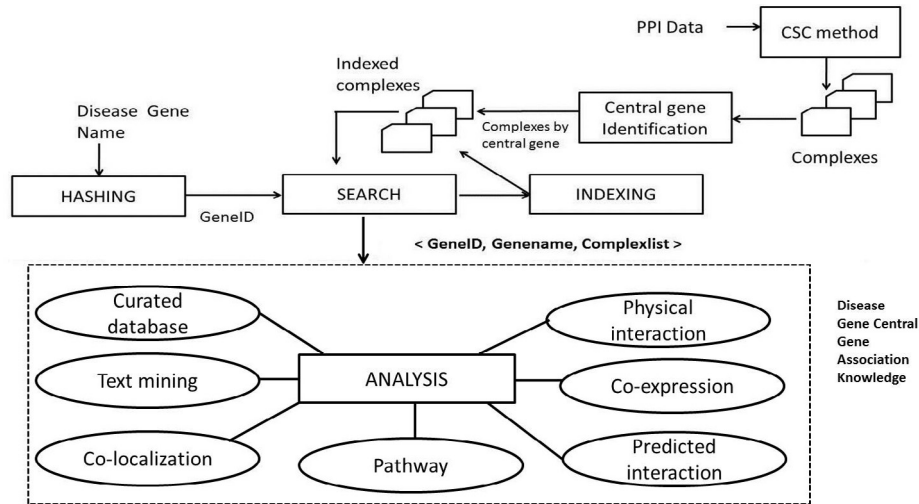 PPI Data
CSC method
Indexed
complexes
Disease Gene
Name
Central gene
Identification
Complexes by
central gene
Complexes
HASHING
GeneID
SEARCH
INDEXING
< GeneID, Genename, Complexlist >
Curated
database
Physical
interaction
Disease
Gene Central
Gene
Association
Knowledge
Text mining
ANALYSIS
Co-expression
Co-localization
Pathway
Predicted
interaction